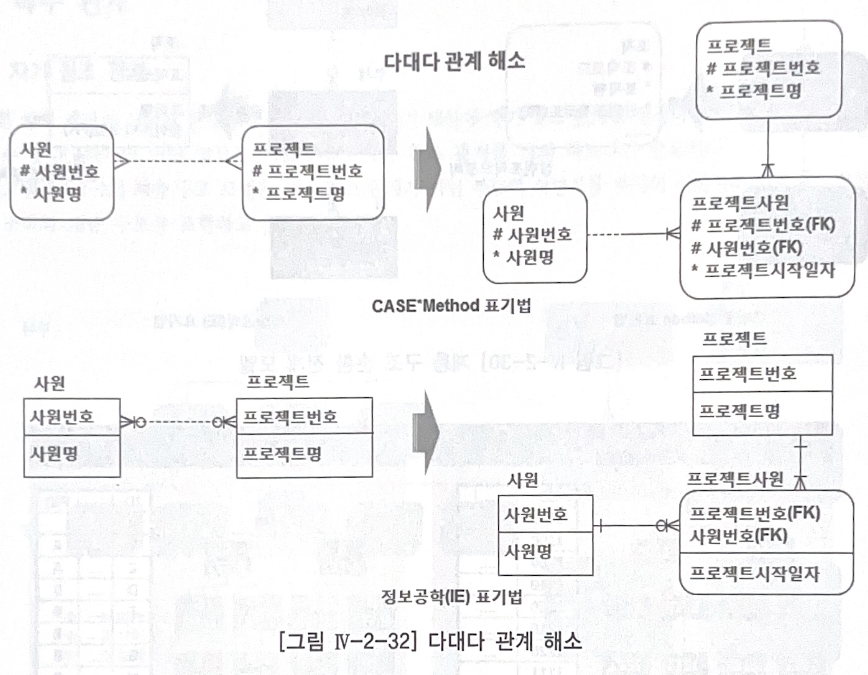 다대다 관계 해소
사원
# 사원번호
* 사원명
프로젝트
# 프로젝트번호
* 프로젝트명
프로젝트
# 프로젝트번호
* 프로젝트명
사원
# 사원번호
* 사원명
프로젝트사원
# 프로젝트번호(FK)
# 사원번호(FK)
* 프로젝트시작일자
CASE*Method 표기법
사원
사원번호
사원명
프로젝트
프로젝트번호
프로젝트명
프로젝트
프로젝트번호
프로젝트명
사원
사원번호
사원명
프로젝트사원
프로젝트번호(FK)
사원번호(FK)
프로젝트시작일자
정보공학(IE) 표기법
[그림 Ⅳ-2-32] 다대다 관계 해소